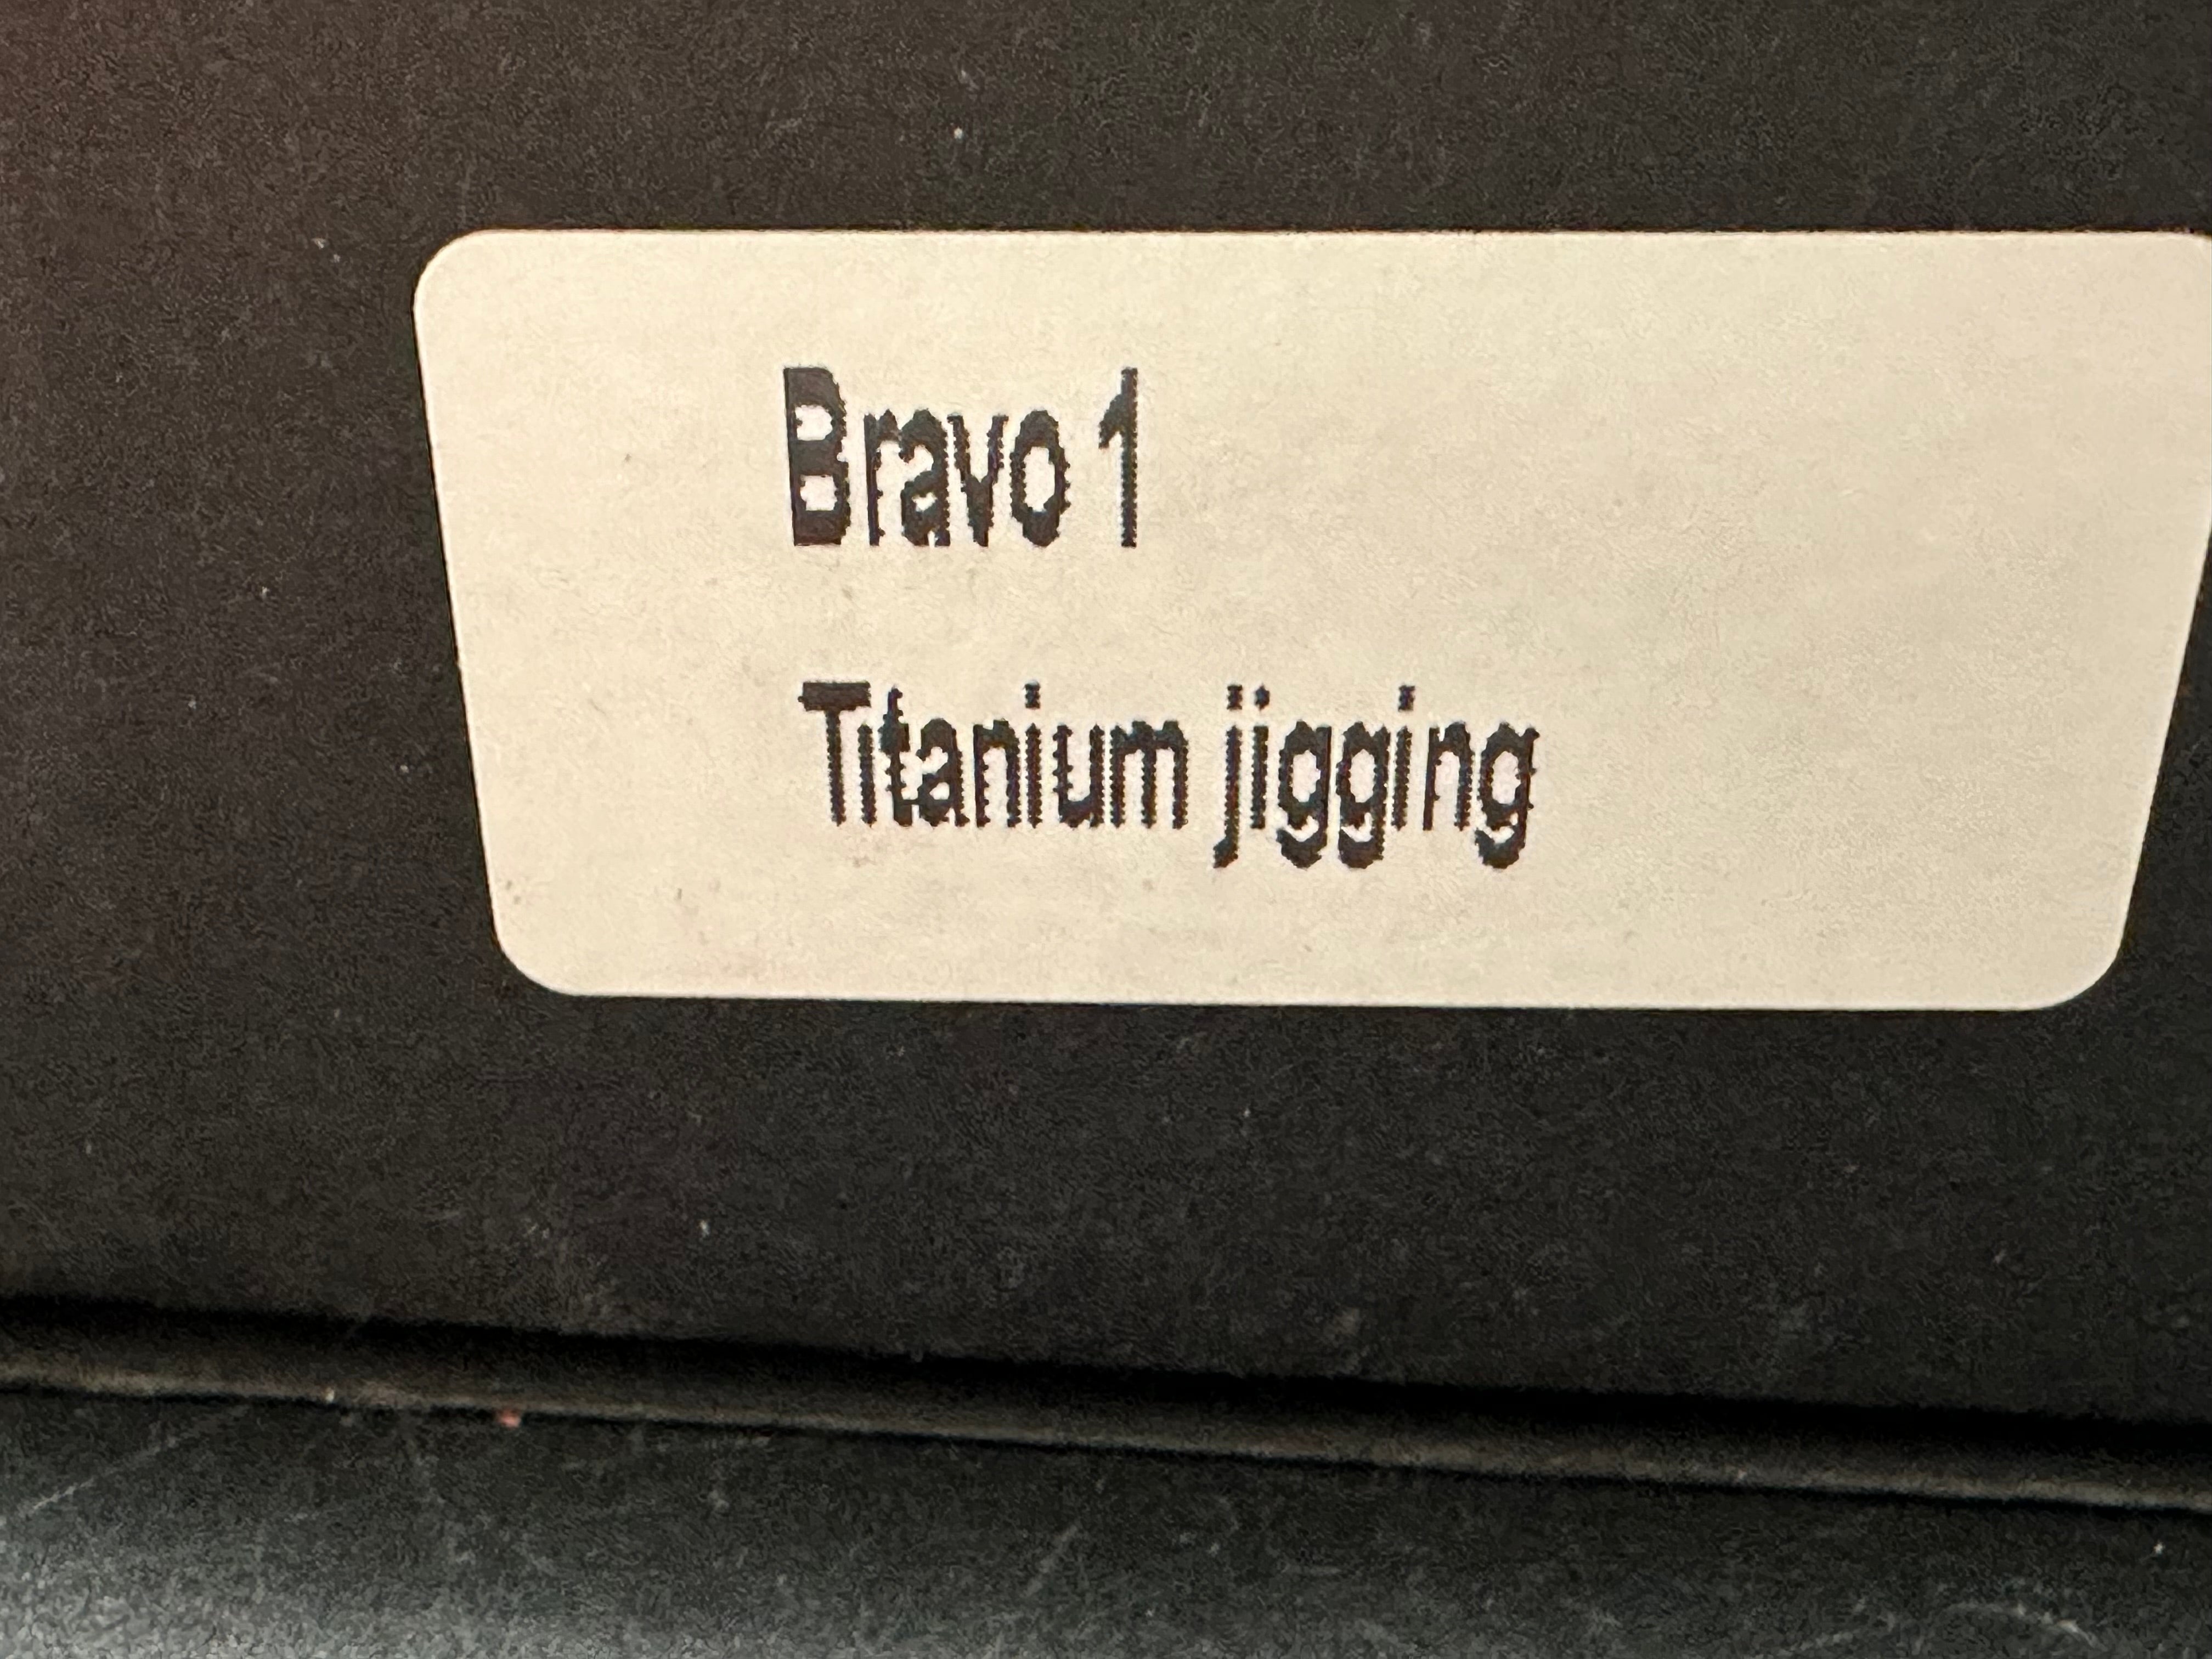 Bravo 1
Titanium jigging